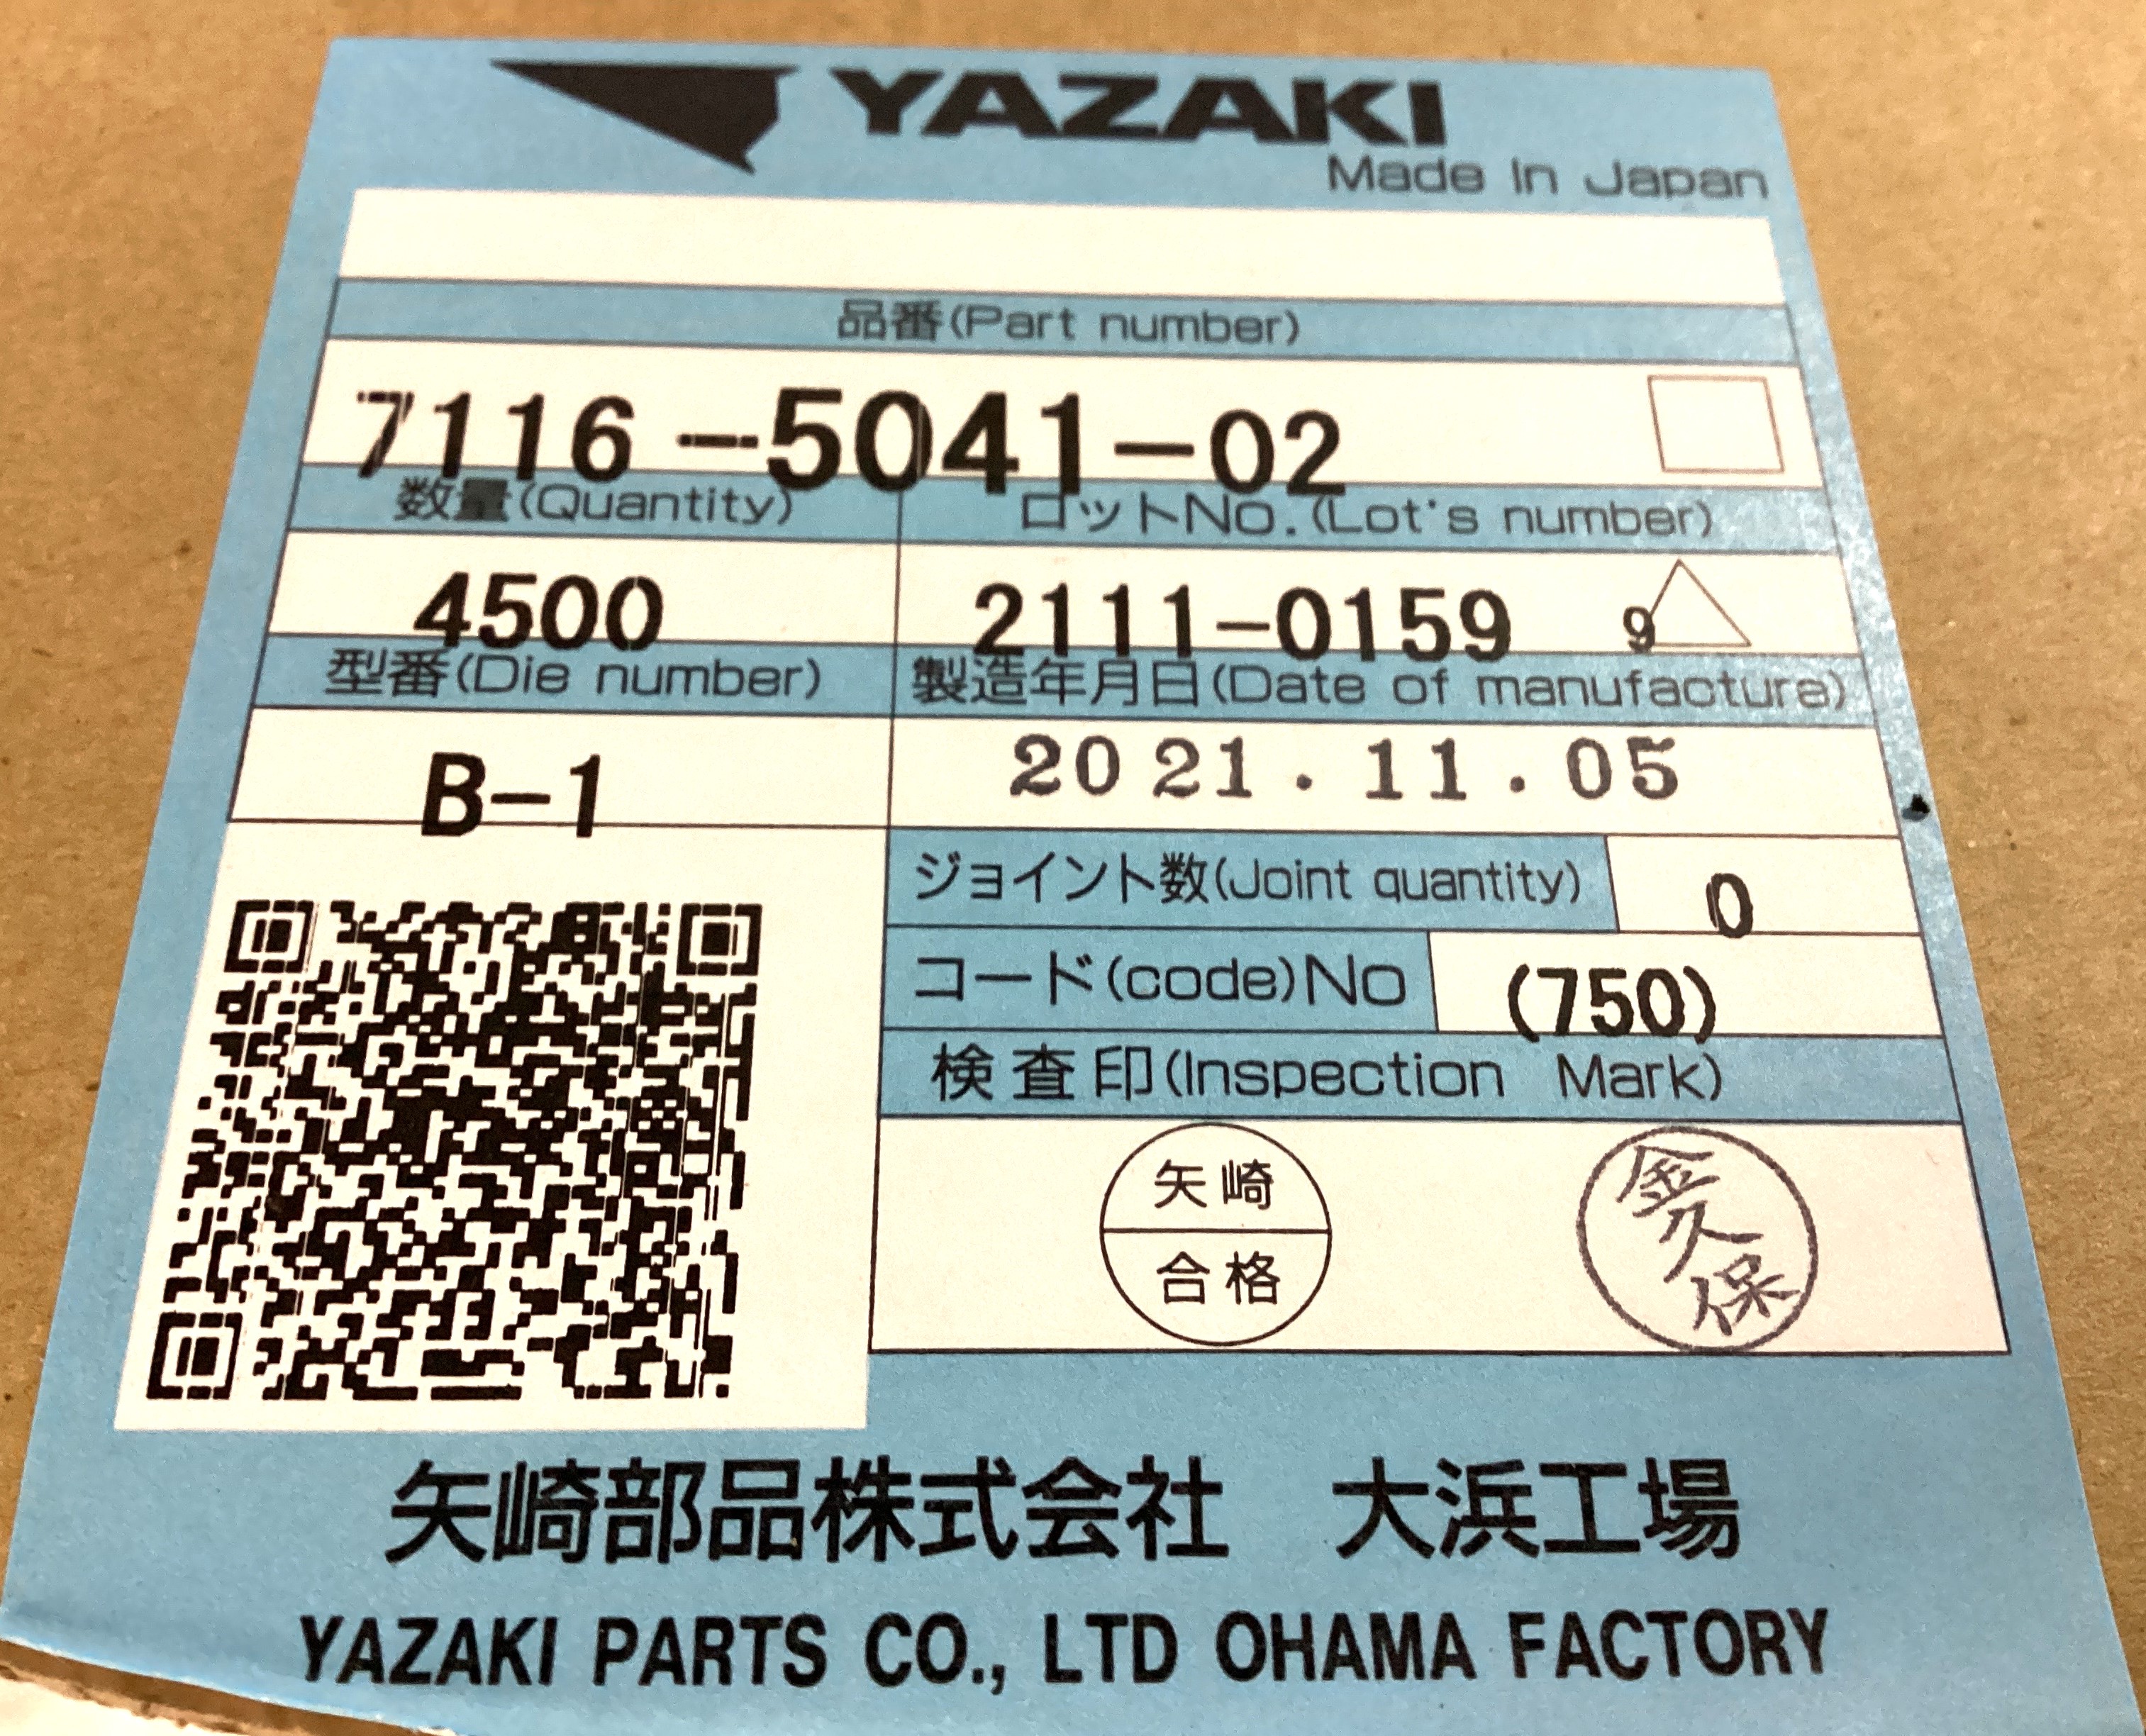 YAZAKI
Made In Japan
品番(Part number)
7116-5041-02
数量(Quantity)
ロットNo.(Lot's number)
4500
2111-0159 9
型番(Die number)
製造年月日(Date of manufacture)
B-1
2021.11.05
ジョイント数(Joint quantity)
0
コード(code)No
(750)
検査印(Inspection Mark)
矢崎
合格
金久保
矢崎部品株式会社 大浜工場
YAZAKI PARTS CO., LTD OHAMA FACTORY